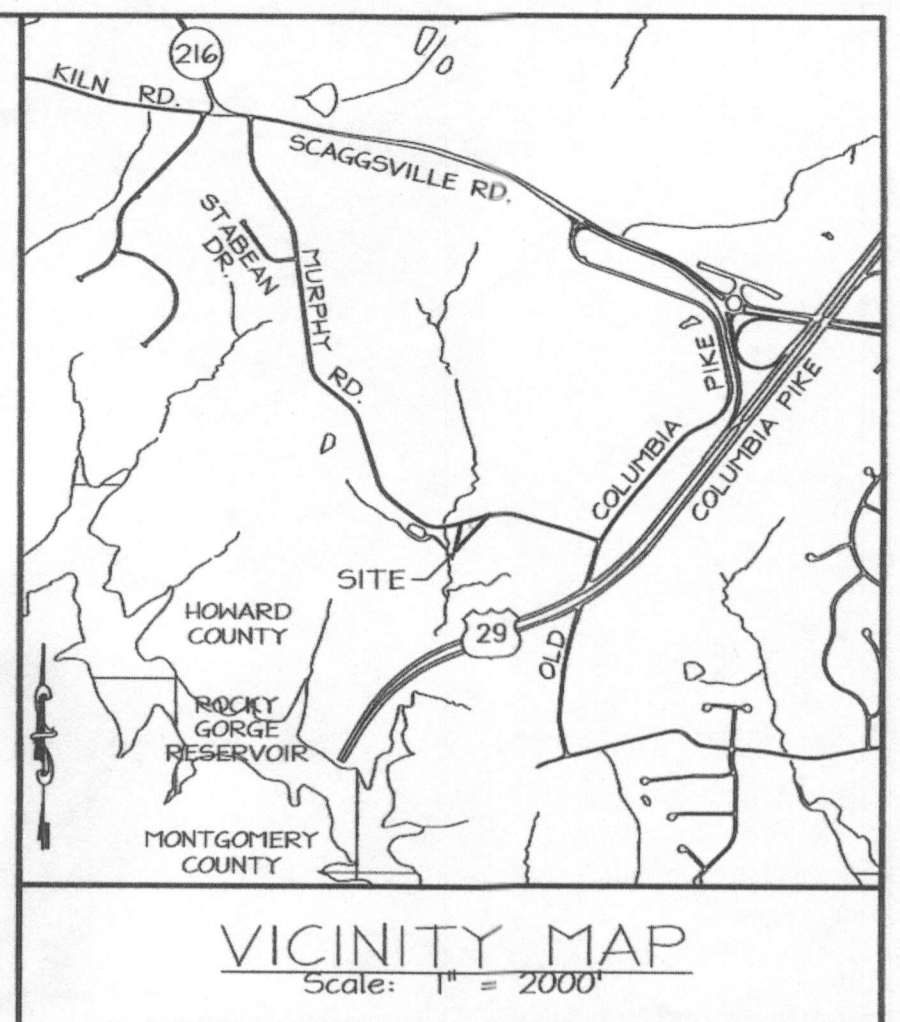 216
KILN RD.
SCAGGSVILLE RD.
STABEAN
DR.
MURPHY
RD.
PIKE
COLUMBIA
COLUMBIA PIKE
SITE
HOWARD
COUNTY
29
OLD
ROCKY
GORGE
RESERVOIR
MONTGOMERY
COUNTY
VICINITY MAP
Scale: 1" = 2000'